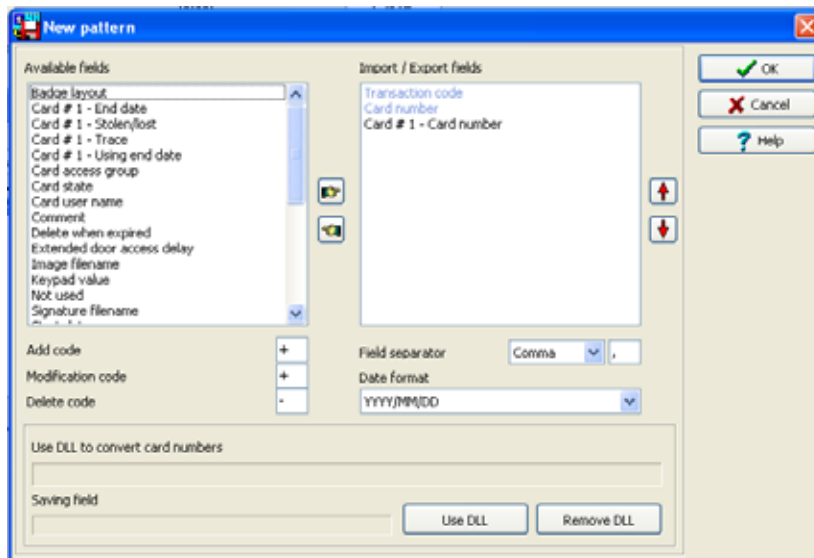 New pattern
Available fields
Import / Export fields
Badge layout
Card # 1 - End date
Card # 1 - Stolen/lost
Card # 1 - Trace
Card # 1 - Using end date
Card access group
Card state
Card user name
Comment
Delete when expired
Extended door access delay
Image filename
Keypad value
Not used
Signature filename
Transaction code
Card number
Card # 1 - Card number
OK
Cancel
? Help
Add code +
Modification code +
Delete code -
Field separator Comma ,
Date format
YYYY/MM/DD
Use DLL to convert card numbers
Saving field
Use DLL
Remove DLL